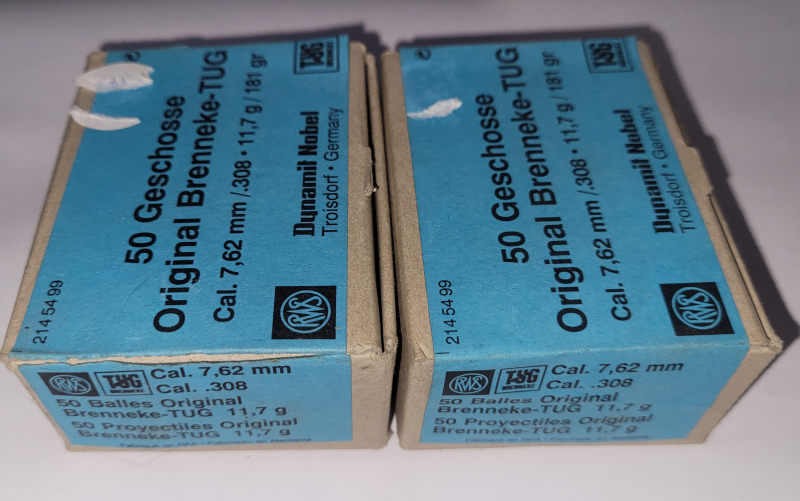 50 Geschosse
Original Brenneke-TUG
Cal. 7,62 mm/.308 • 11,7 g/181 gr
Dynamit Nobel
Troisdorf • Germany
TUG
BRENNEKE
RWS
214 54 99
RWS
TUG
BRENNEKE
Cal. 7,62 mm
Cal. .308
50 Balles Original
Brenneke-TUG 11,7 g
50 Proyectiles Original
Brenneke-TUG 11,7 g
50 Geschosse
Original Brenneke-TUG
Cal. 7,62 mm/.308 • 11,7 g/181 gr
Dynamit Nobel
Troisdorf • Germany
TUG
BRENNEKE
RWS
214 54 99
RWS
TUG
BRENNEKE
Cal. 7,62 mm
Cal. .308
50 Balles Original
Brenneke-TUG 11,7 g
50 Proyectiles Original
Brenneke-TUG 11,7 g